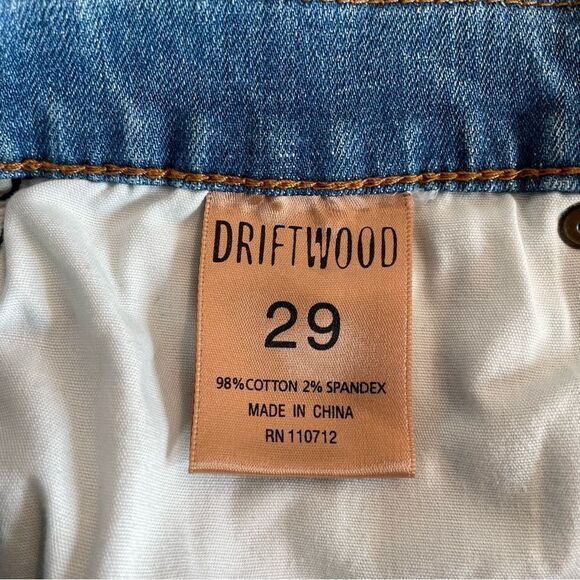 DRIFTWOOD
29
98% COTTON 2% SPANDEX
MADE IN CHINA
RN 110712